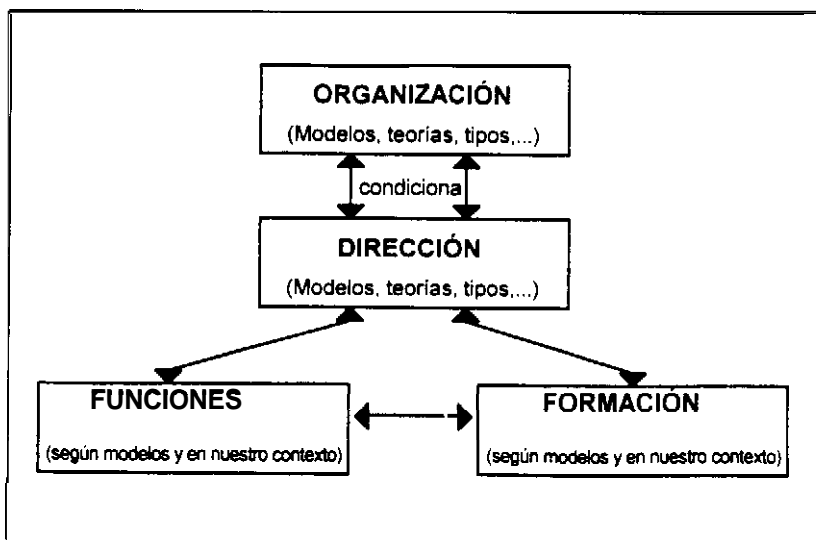 ORGANIZACIÓN
(Modelos, teorías, tipos,...)
condiciona
DIRECCIÓN
(Modelos, teorías, tipos,...)
FUNCIONES
(según modelos y en nuestro contexto)
FORMACIÓN
(según modelos y en nuestro contexto)